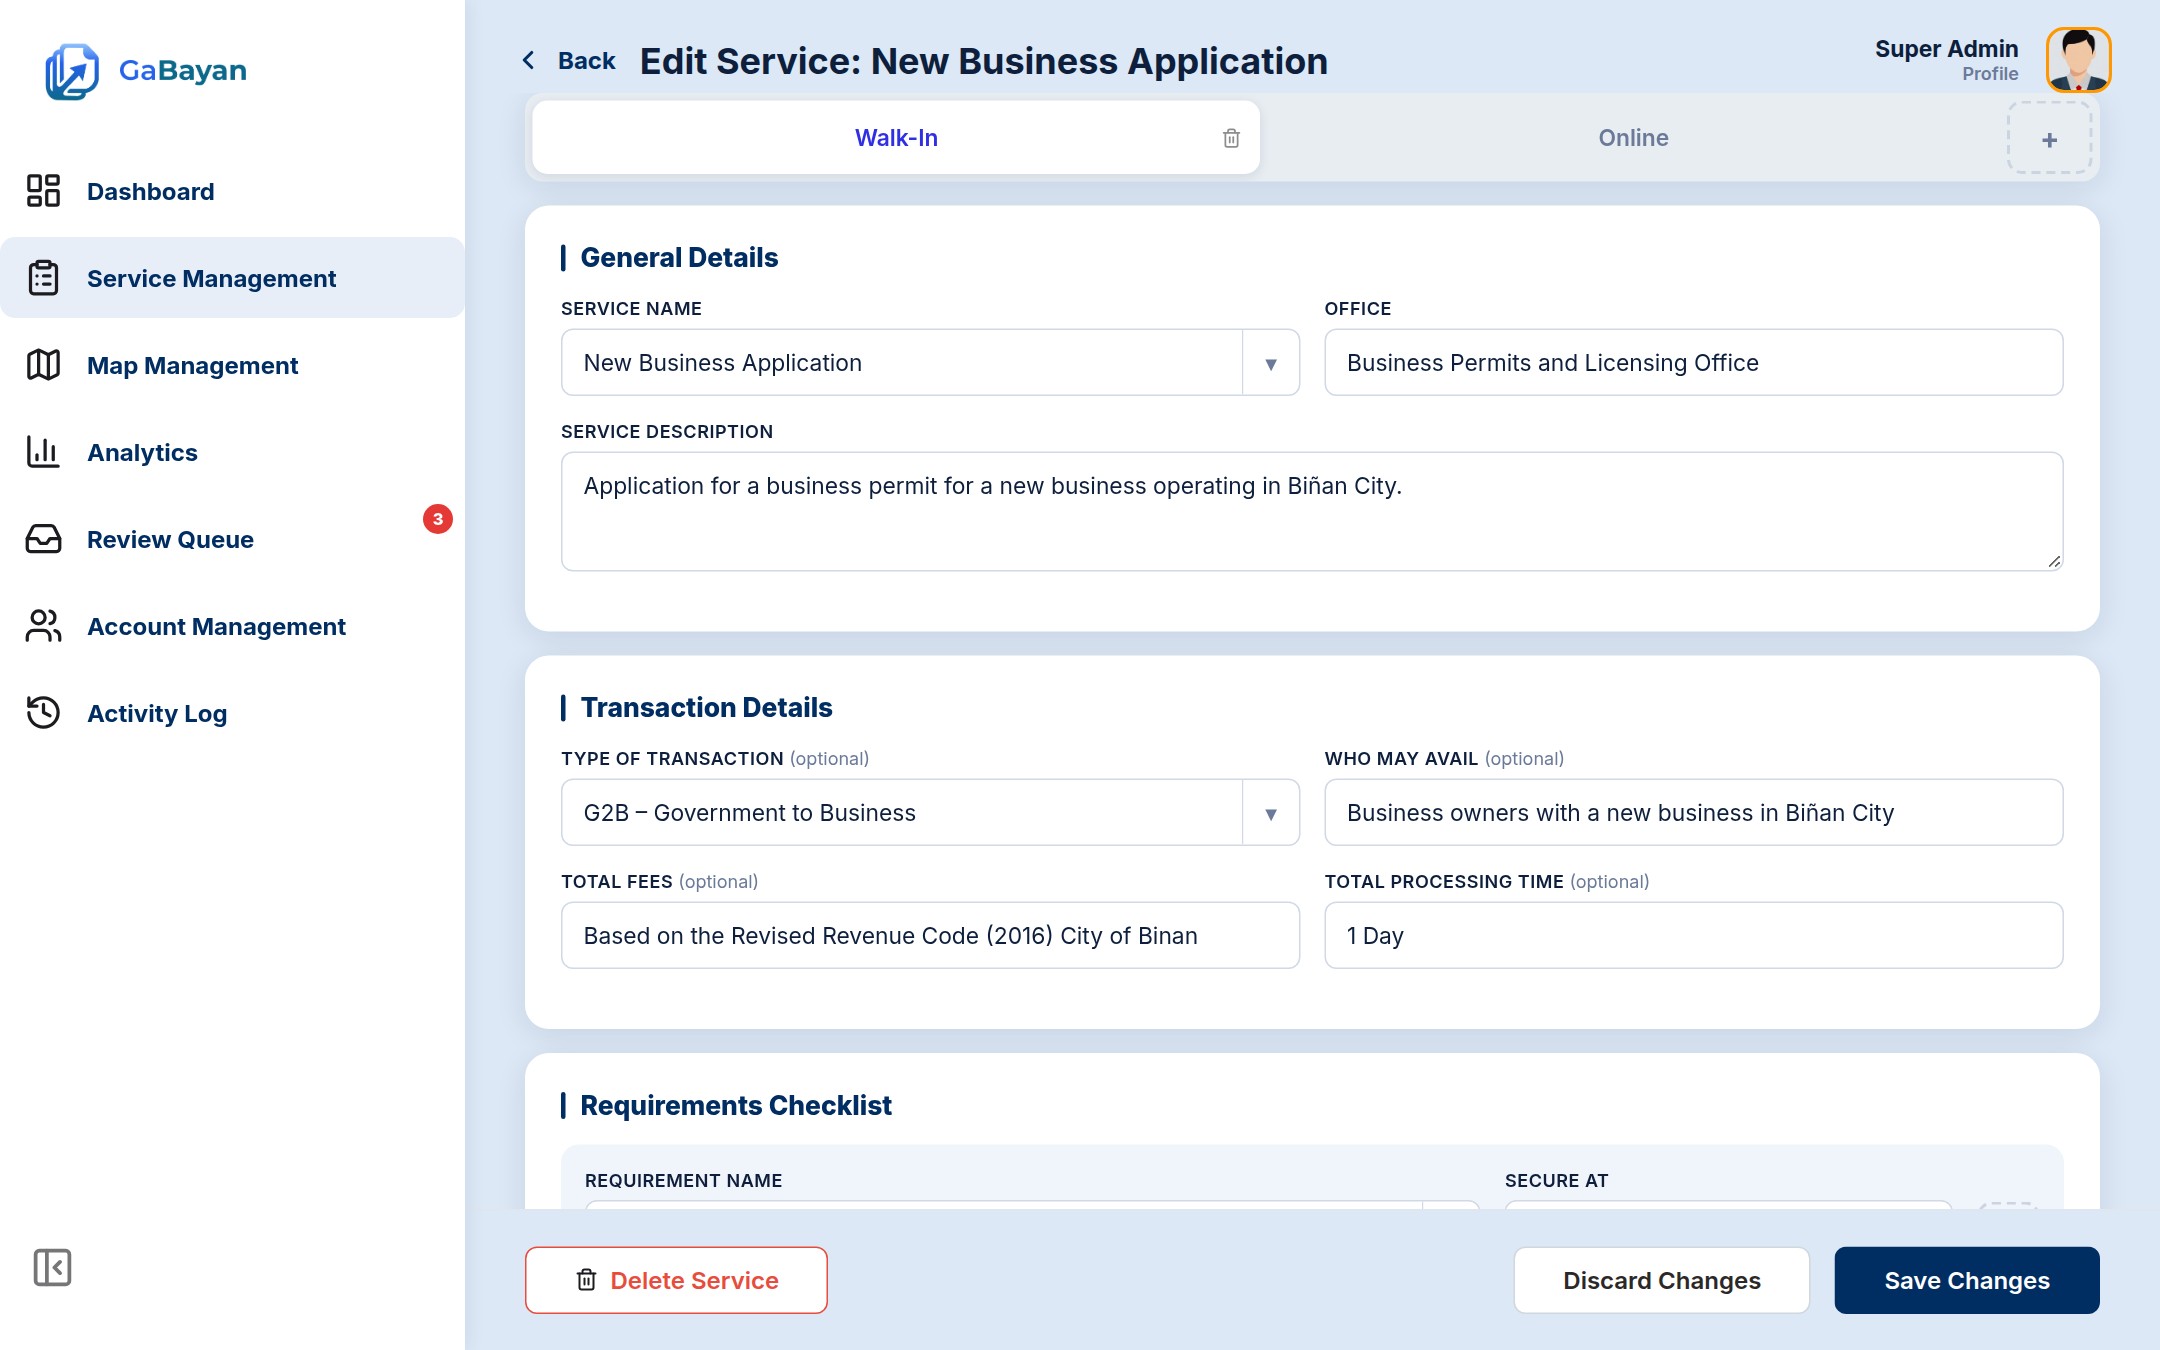 GaBayan
Dashboard
Service Management
Map Management
Analytics
Review Queue
3
Account Management
Activity Log
Back
Edit Service: New Business Application
Super Admin
Profile
Walk-In
Online
+
General Details
SERVICE NAME
New Business Application
OFFICE
Business Permits and Licensing Office
SERVICE DESCRIPTION
Application for a business permit for a new business operating in Biñan City.
Transaction Details
TYPE OF TRANSACTION (optional)
G2B – Government to Business
WHO MAY AVAIL (optional)
Business owners with a new business in Biñan City
TOTAL FEES (optional)
Based on the Revised Revenue Code (2016) City of Binan
TOTAL PROCESSING TIME (optional)
1 Day
Requirements Checklist
REQUIREMENT NAME
SECURE AT
Delete Service
Discard Changes
Save Changes